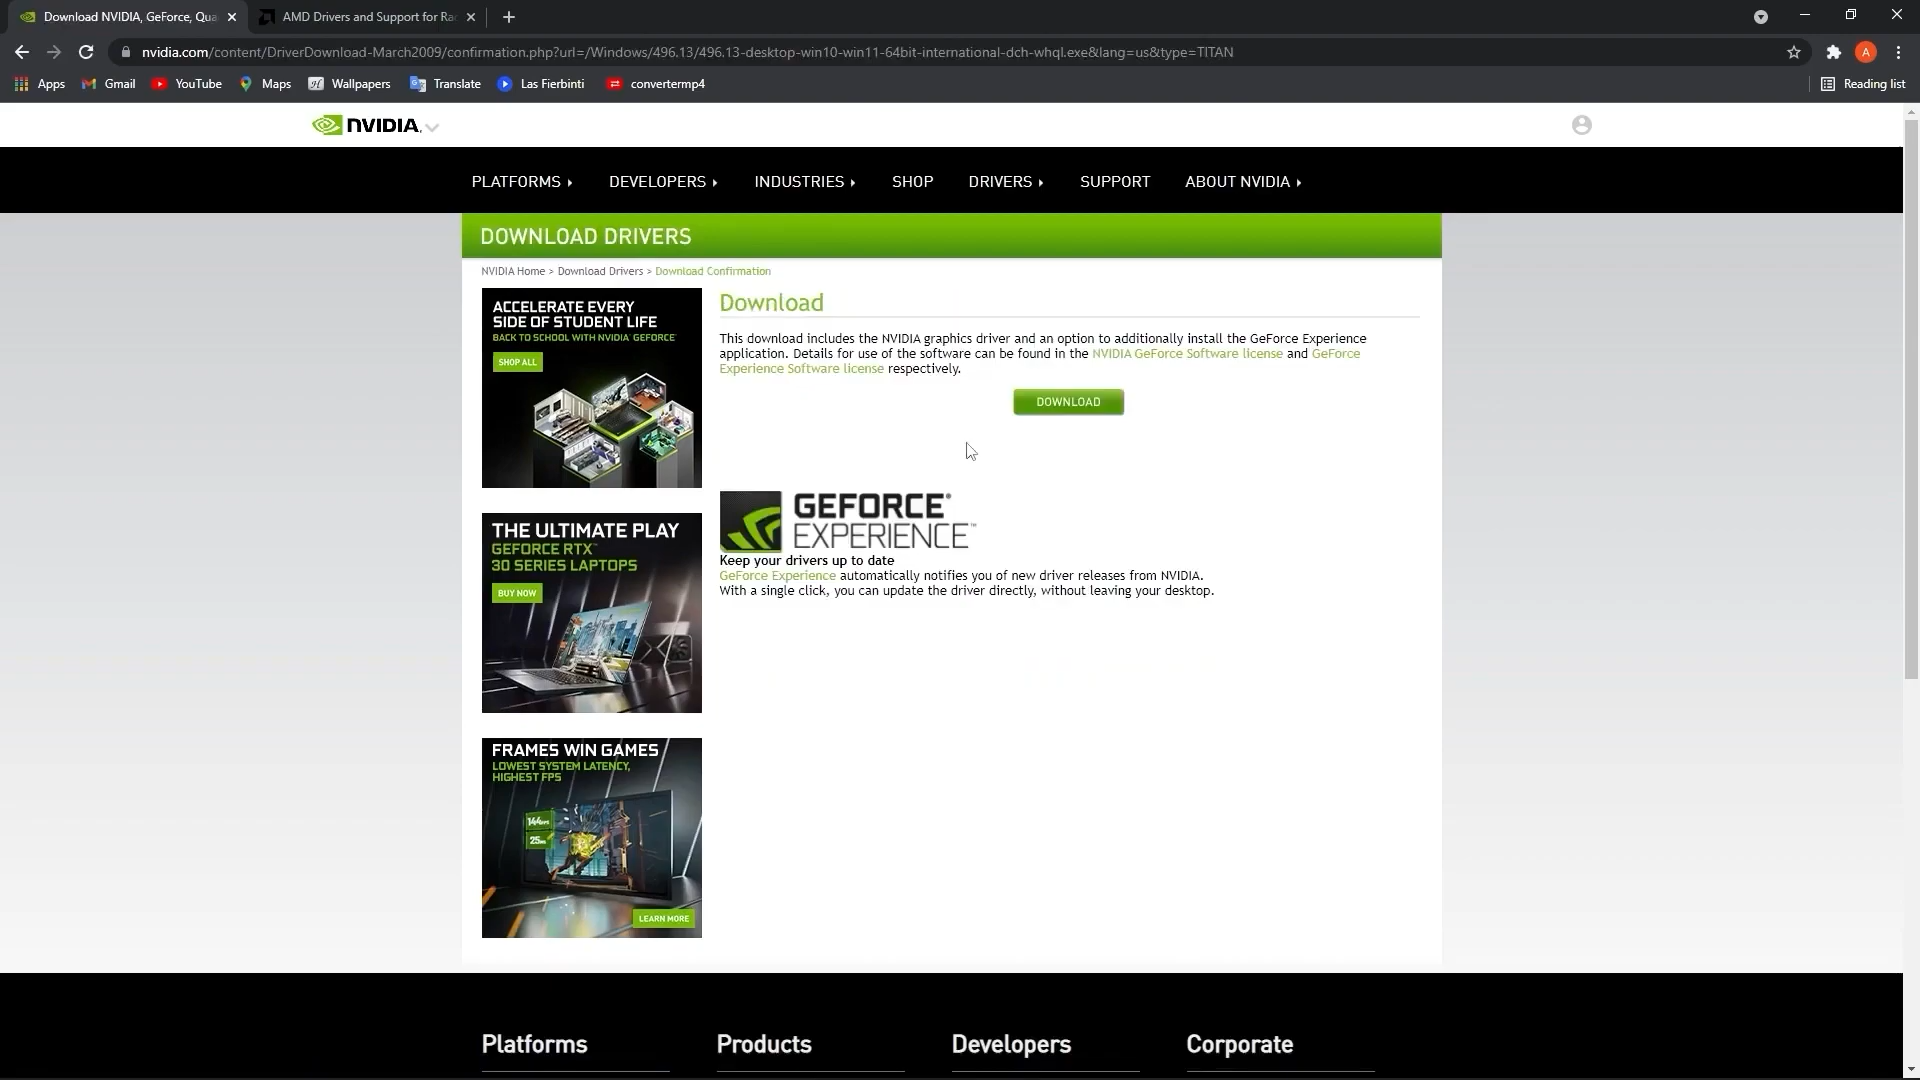 Download NVIDIA, GeForce, Qua
AMD Drivers and Support for Ra
nvidia.com/content/DriverDownload-March2009/confirmation.php?url=/Windows/496.13/496.13-desktop-win10-win11-64bit-international-dch-whql.exe&lang=us&type=TITAN
A
Apps
Gmail
YouTube
Maps
Wallpapers
Translate
Las Fierbinti
convertermp4
Reading list
NVIDIA.
PLATFORMS
DEVELOPERS
INDUSTRIES
SHOP
DRIVERS
SUPPORT
ABOUT NVIDIA
DOWNLOAD DRIVERS
NVIDIA Home > Download Drivers > Download Confirmation
ACCELERATE EVERY
SIDE OF STUDENT LIFE
BACK TO SCHOOL WITH NVIDIA GEFORCE
SHOP ALL
Download
This download includes the NVIDIA graphics driver and an option to additionally install the GeForce Experience
application. Details for use of the software can be found in the NVIDIA GeForce Software license and GeForce
Experience Software license respectively.
DOWNLOAD
GEFORCE®
EXPERIENCE™
Keep your drivers up to date
GeForce Experience automatically notifies you of new driver releases from NVIDIA.
With a single click, you can update the driver directly, without leaving your desktop.
THE ULTIMATE PLAY
GEFORCE RTX™
30 SERIES LAPTOPS
BUY NOW
FRAMES WIN GAMES
LOWEST SYSTEM LATENCY,
HIGHEST FPS
LEARN MORE
Platforms
Products
Developers
Corporate